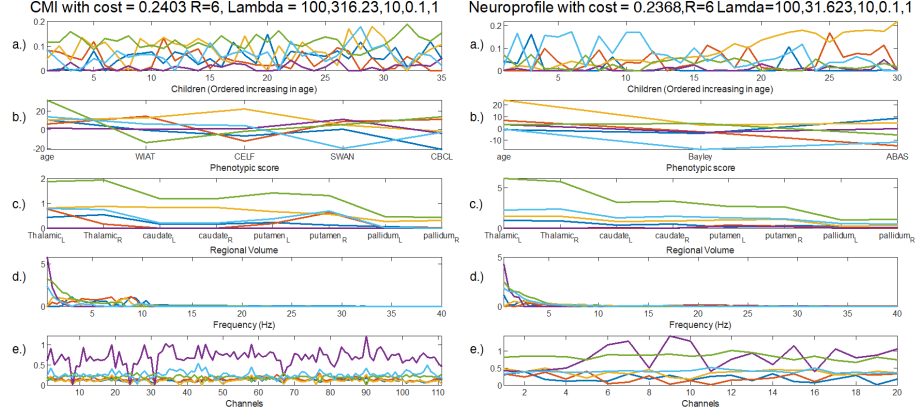 CMI with cost = 0.2403 R=6, Lambda = 100,316.23,10,0.1,1
Neuroprofile with cost = 0.2368,R=6 Lamda=100,31.623,10,0.1,1
a.)
0.2
0.1
0
5 10 15 20 25 30 35
Children (Ordered increasing in age)
a.)
0.2
0.1
0
5 10 15 20 25 30
Children (Ordered increasing in age)
b.)
20
0
-20
age WIAT CELF SWAN CBCL
Phenotypic score
b.)
20
10
0
-10
age Bayley ABAS
Phenotypic score
c.)
2
1
0
Thalamic_L Thalamic_R caudate_L caudate_R putamen_L putamen_R pallidum_L pallidum_R
Regional Volume
c.)
6
4
2
0
Thalamic_L Thalamic_R caudate_L caudate_R putamen_L putamen_R pallidum_L pallidum_R
Regional Volume
d.)
5
0
5 10 15 20 25 30 35 40
Frequency (Hz)
d.)
5
0
5 10 15 20 25 30 35 40
Frequency (Hz)
e.)
1
0.5
0
10 20 30 40 50 60 70 80 90 100 110
Channels
e.)
1
0.5
0
2 4 6 8 10 12 14 16 18 20
Channels